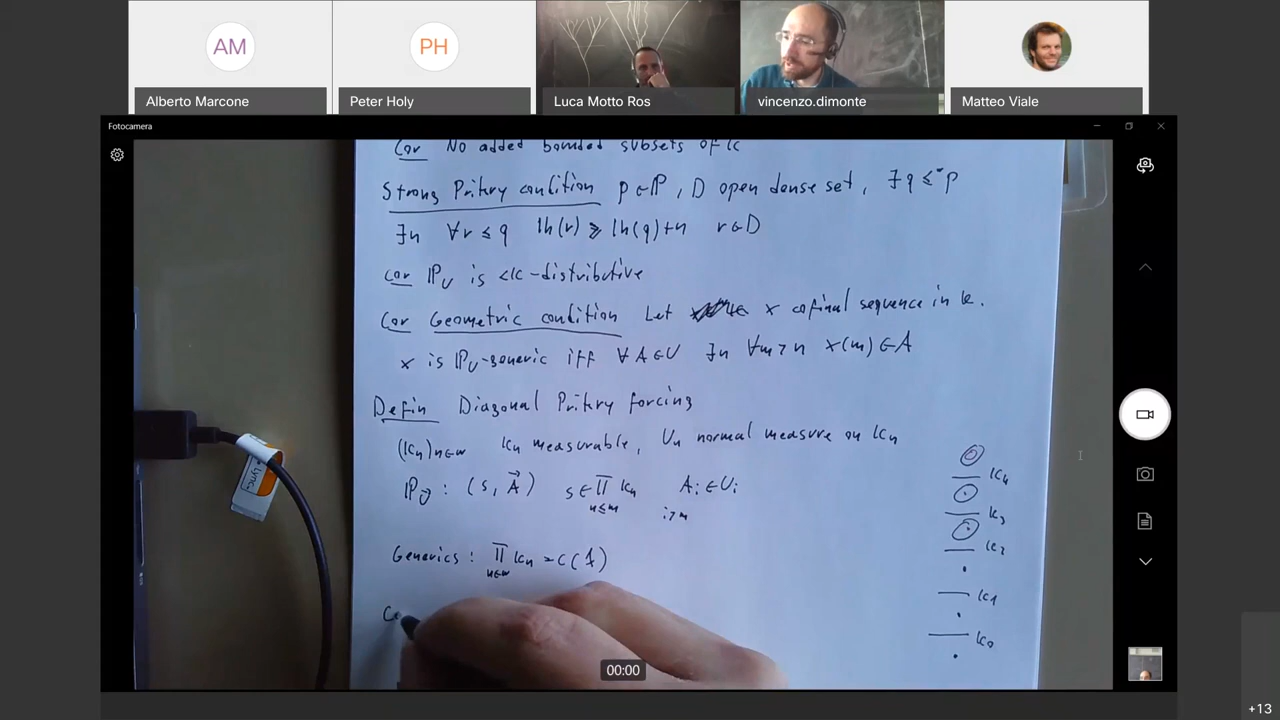 AM
PH
Alberto Marcone
Peter Holy
Luca Motto Ros
vincenzo.dimonte
Matteo Viale
Fotocamera
Cor No added bounded subsets of κ
Strong Prikry condition p∈ℙ, D open dense set, ∃q ≤* p
∃n ∀r ≤ q lh(r) ≥ lh(q)+n r∈D
Cor ℙ_U is <κ-distributive
Cor Geometric condition Let x cofinal sequence in κ.
x is ℙ_U-generic iff ∀A∈U ∃n ∀m>n x(m)∈A
Defin Diagonal Prikry forcing
(κ_n)_{n∈ω} κ_n measurable, U_n normal measure on κ_n
ℙ_{U⃗} : (s, A⃗) s∈∏_{n≤m} κ_n A_i∈U_i
i>m
Generics : ∏_{n∈ω} κ_n = C(λ)
κ_4
κ_3
κ_2
κ_1
κ_0
Lync
00:00
+13